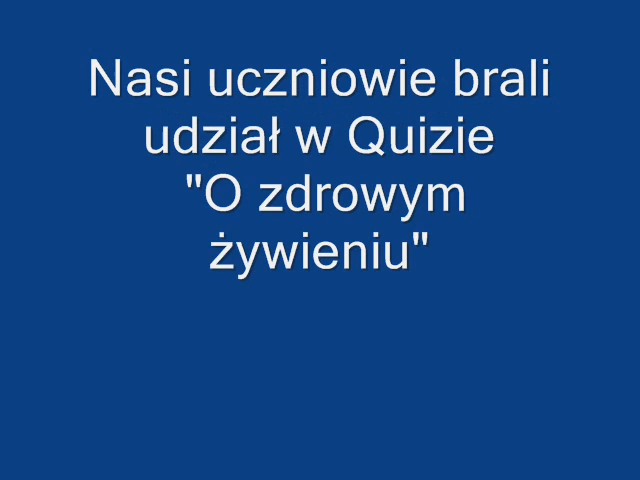 Nasi uczniowie brali
udział w Quizie
"O zdrowym
żywieniu"